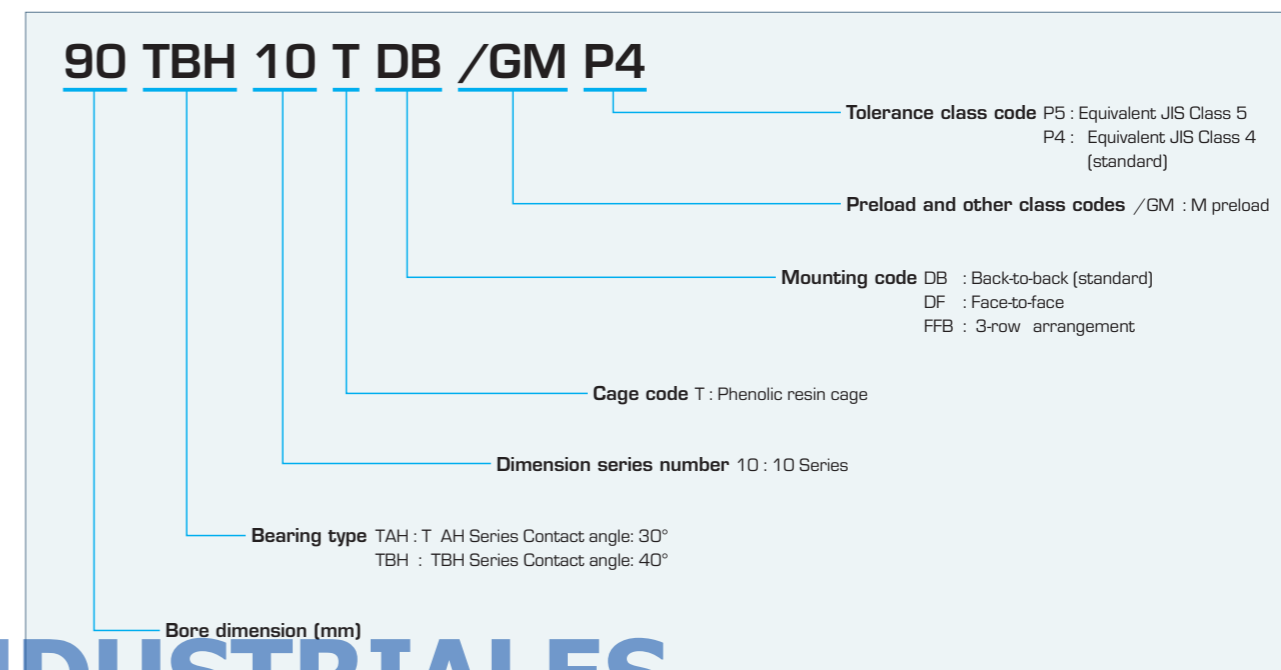 90 TBH 10 T DB /GM P4
Tolerance class code P5 : Equivalent JIS Class 5
P4 : Equivalent JIS Class 4
(standard)
Preload and other class codes /GM : M preload
Mounting code DB : Back-to-back (standard)
DF : Face-to-face
FFB : 3-row arrangement
Cage code T : Phenolic resin cage
Dimension series number 10 : 10 Series
Bearing type TAH : T AH Series Contact angle: 30°
TBH : TBH Series Contact angle: 40°
Bore dimension (mm)
NDUSTRIALES